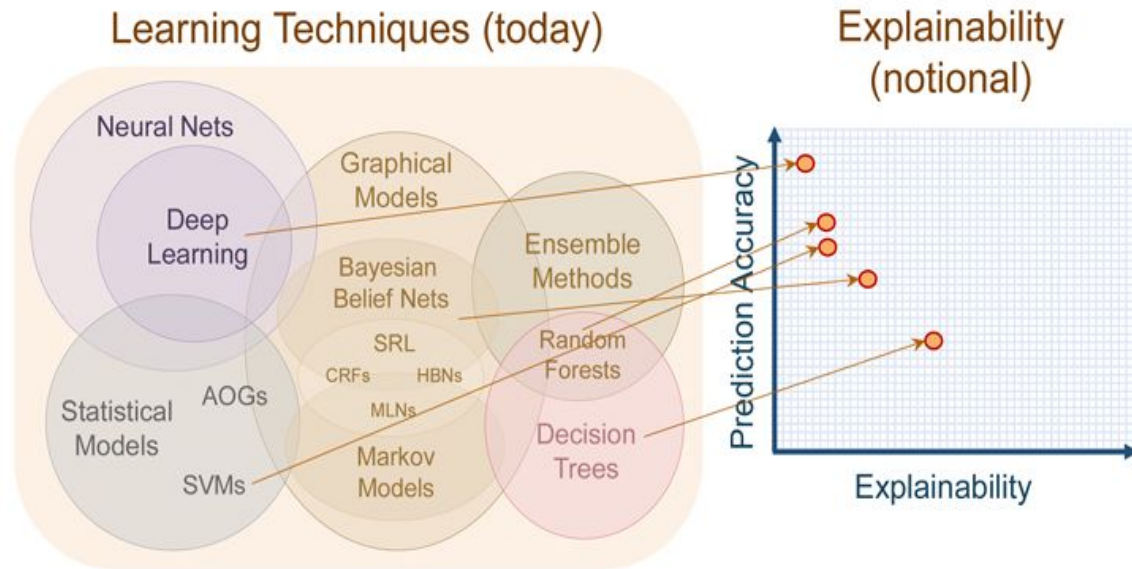 Learning Techniques (today)
Neural Nets
Deep
Learning
Graphical
Models
Bayesian
Belief Nets
SRL
CRFs
HBNs
MLNs
Markov
Models
Ensemble
Methods
Random
Forests
Decision
Trees
Statistical
Models
AOGs
SVMs
Explainability
(notional)
Prediction Accuracy
Explainability